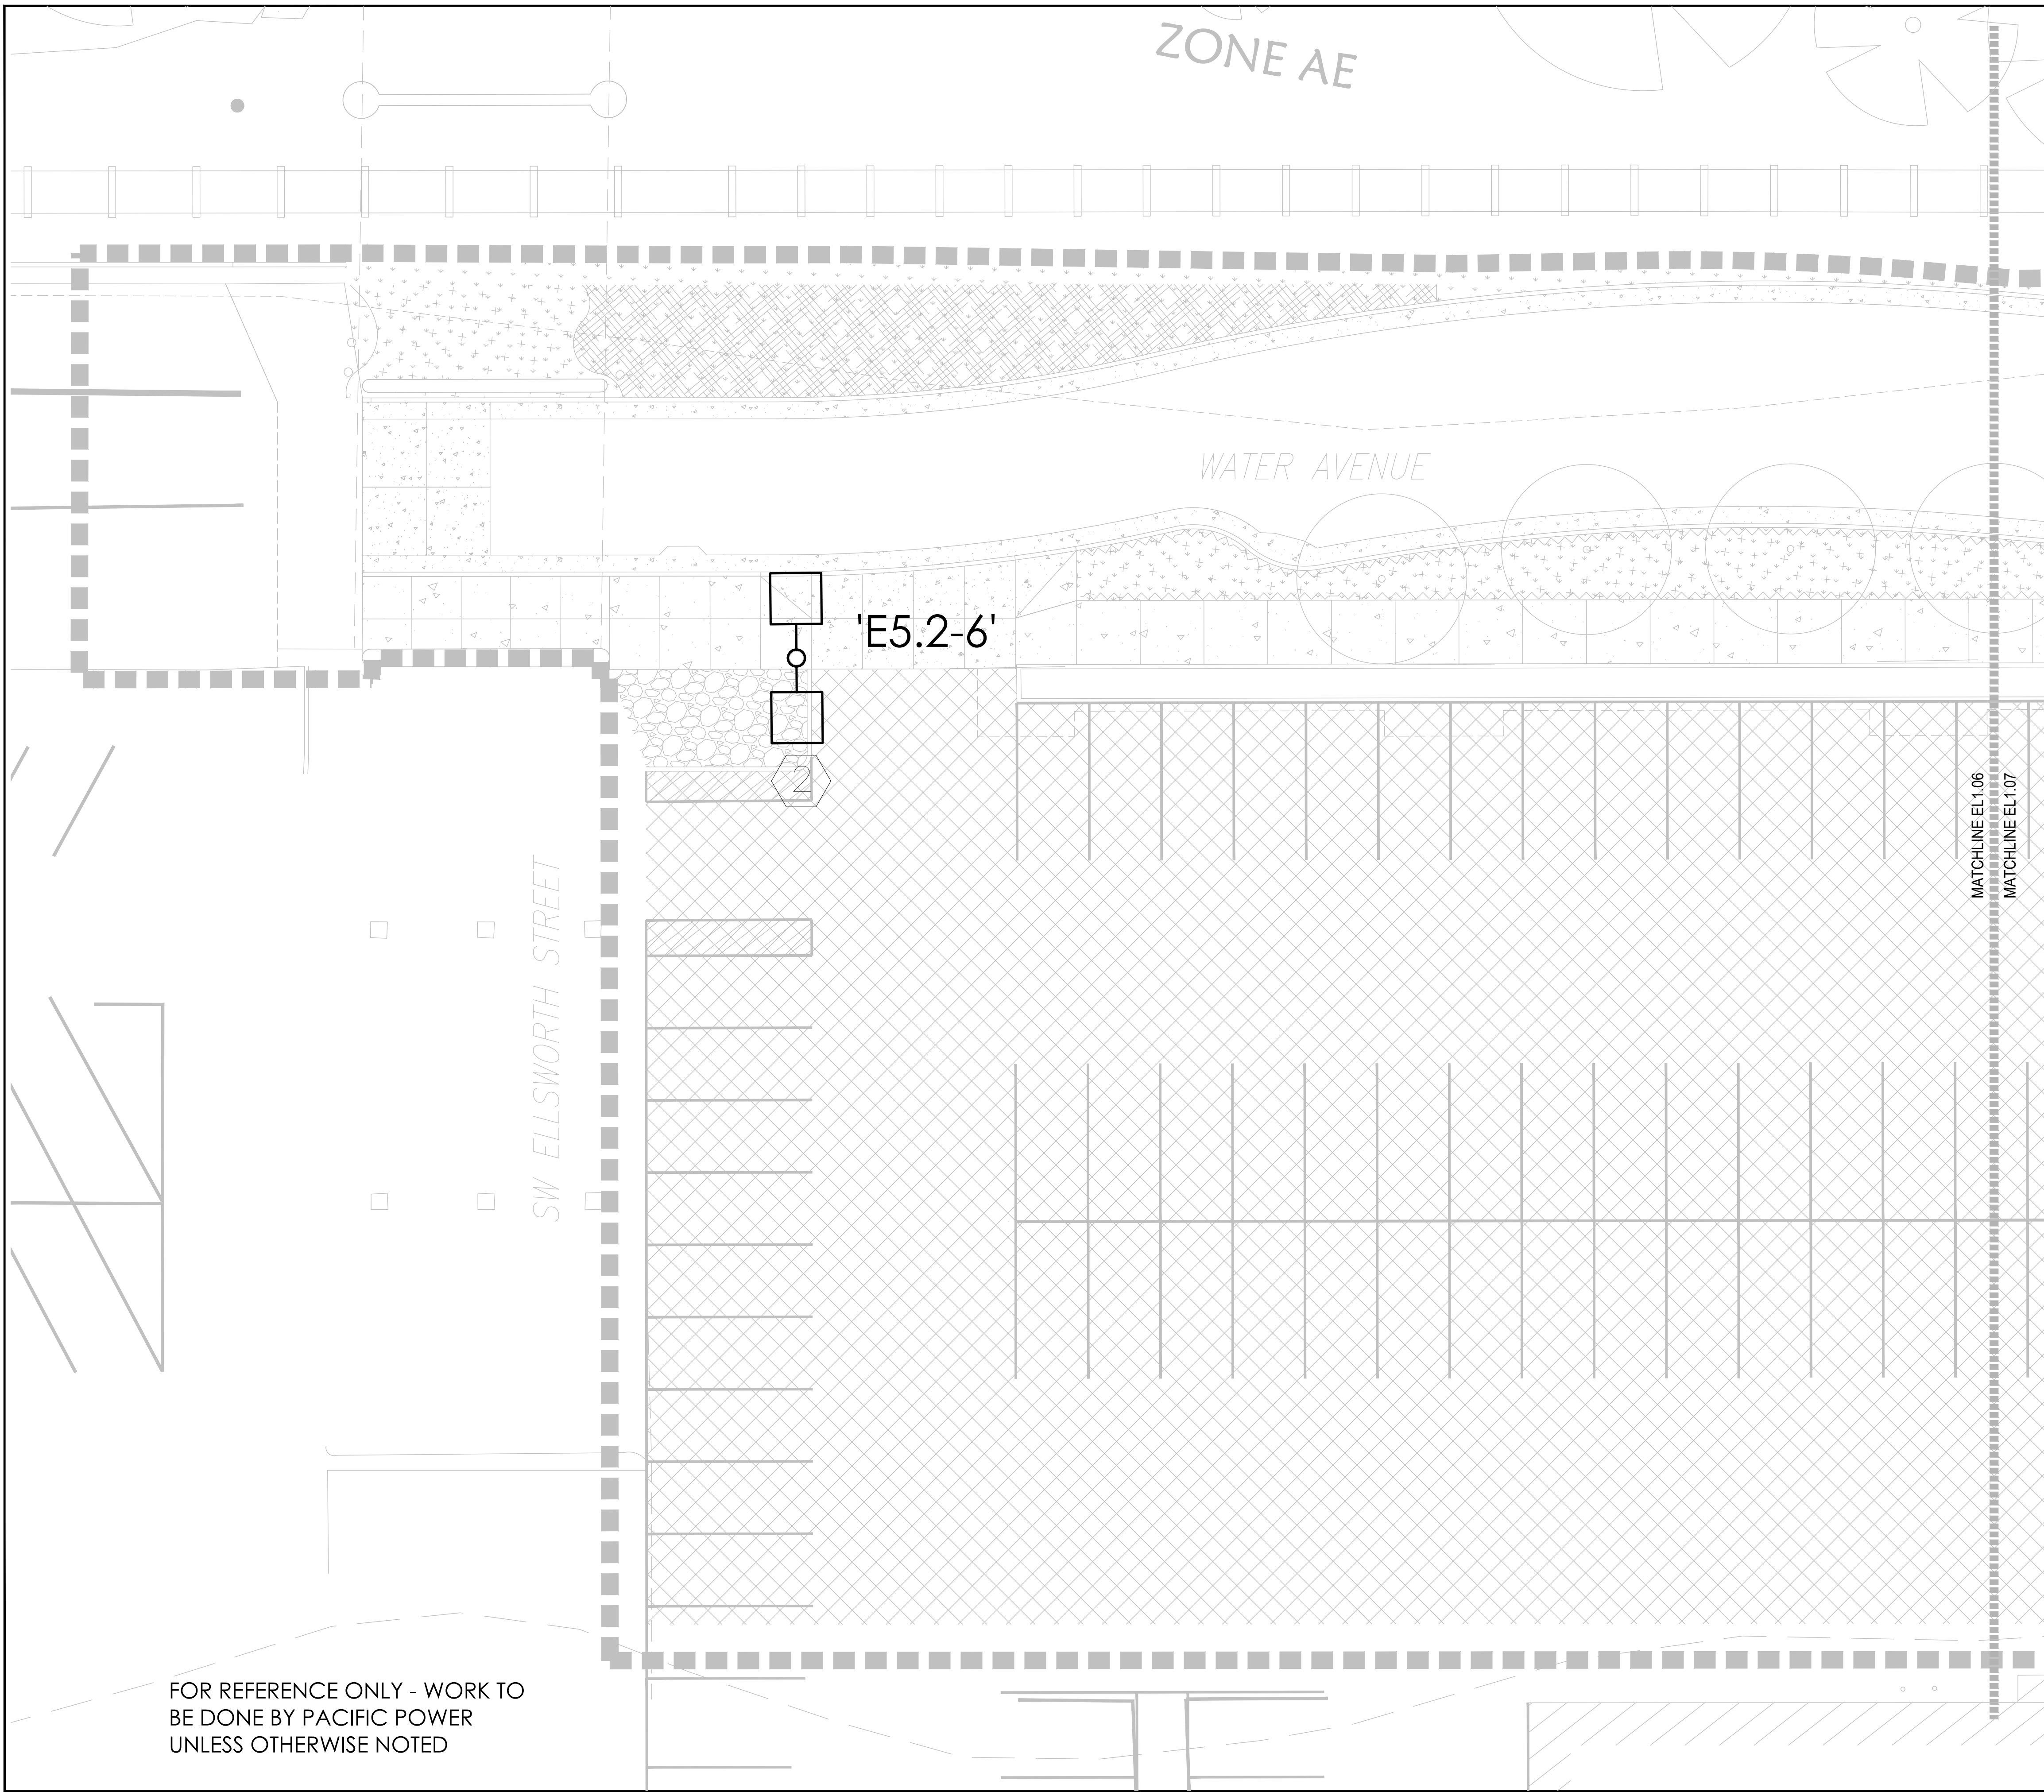 ZONE AE
WATER AVENUE
'E5.2-6'
2
MATCHLINE EL1.06
MATCHLINE EL1.07
SW ELLSWORTH STREET
FOR REFERENCE ONLY - WORK TO
BE DONE BY PACIFIC POWER
UNLESS OTHERWISE NOTED